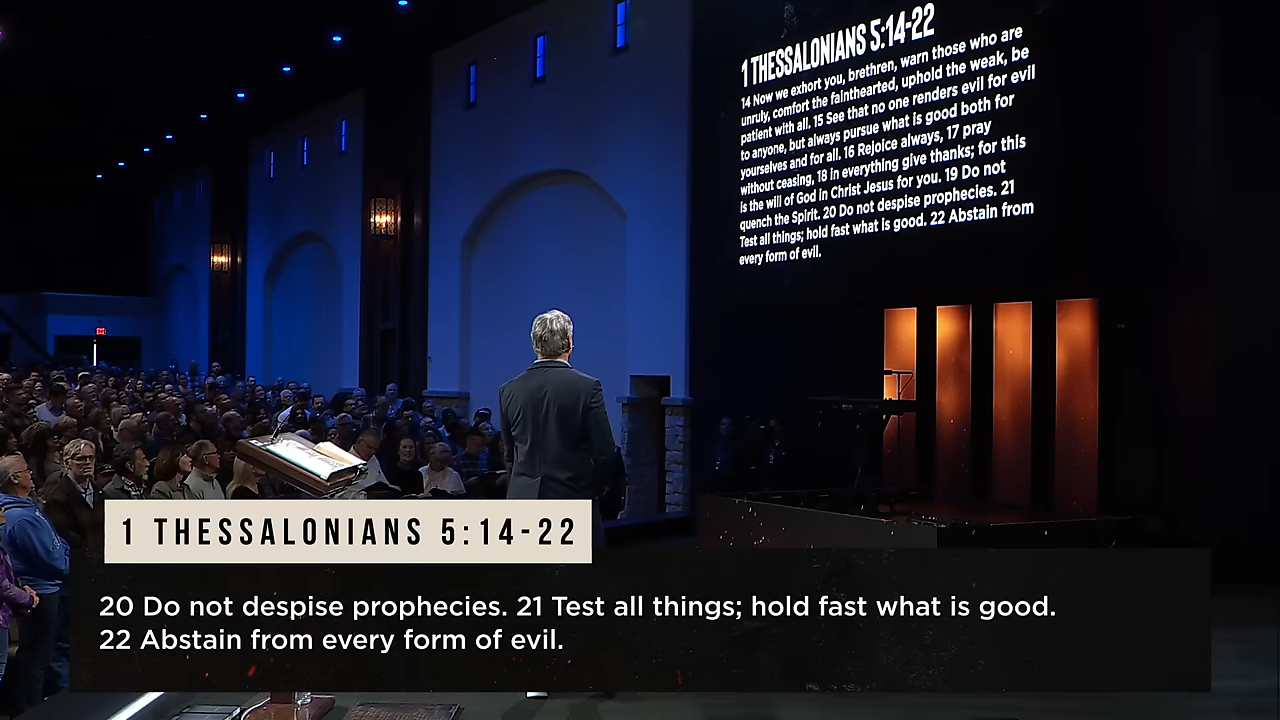 1 THESSALONIANS 5:14-22
14 Now we exhort you, brethren, warn those who are
unruly, comfort the fainthearted, uphold the weak, be
patient with all. 15 See that no one renders evil for evil
to anyone, but always pursue what is good both for
yourselves and for all. 16 Rejoice always, 17 pray
without ceasing, 18 in everything give thanks; for this
is the will of God in Christ Jesus for you. 19 Do not
quench the Spirit. 20 Do not despise prophecies. 21
Test all things; hold fast what is good. 22 Abstain from
every form of evil.
1 THESSALONIANS 5:14-22
20 Do not despise prophecies. 21 Test all things; hold fast what is good.
22 Abstain from every form of evil.